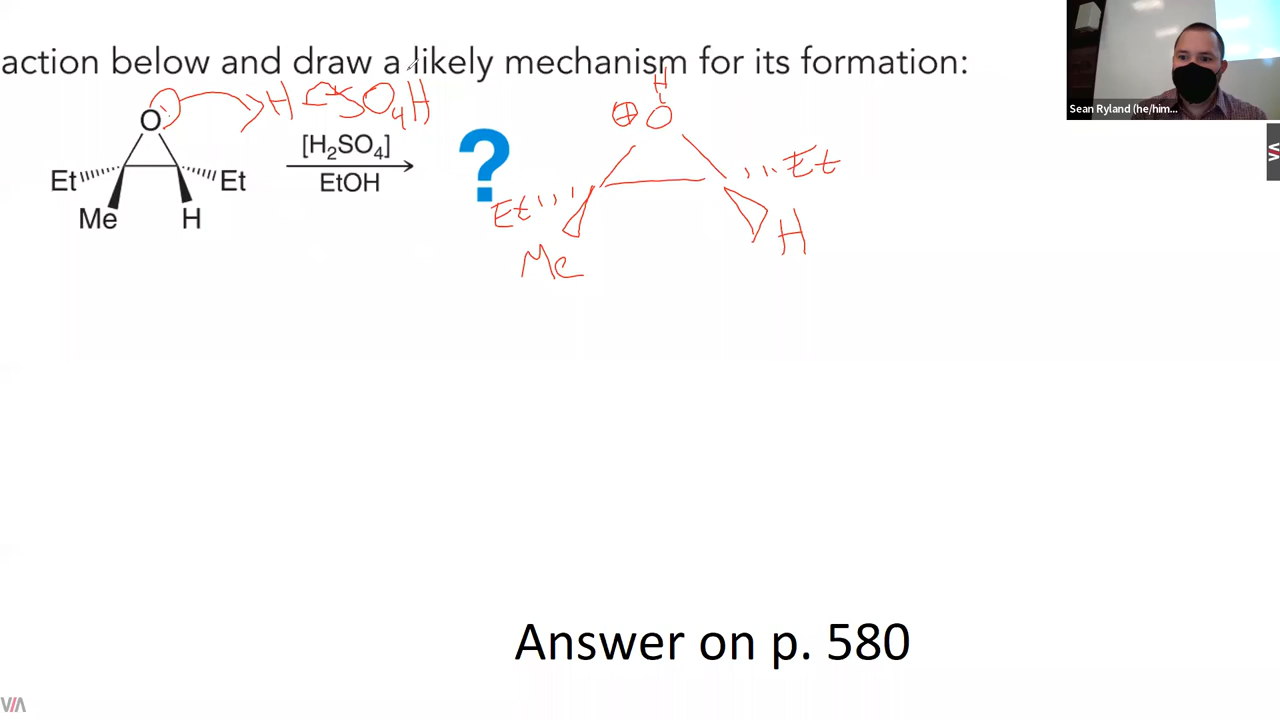 action below and draw a likely mechanism for its formation:
O H SO4H
[H2SO4]
EtOH
Et Et
Me H
?
H
⊕ O
Et Et
Me H
Answer on p. 580
Sean Ryland (he/him...
VIA